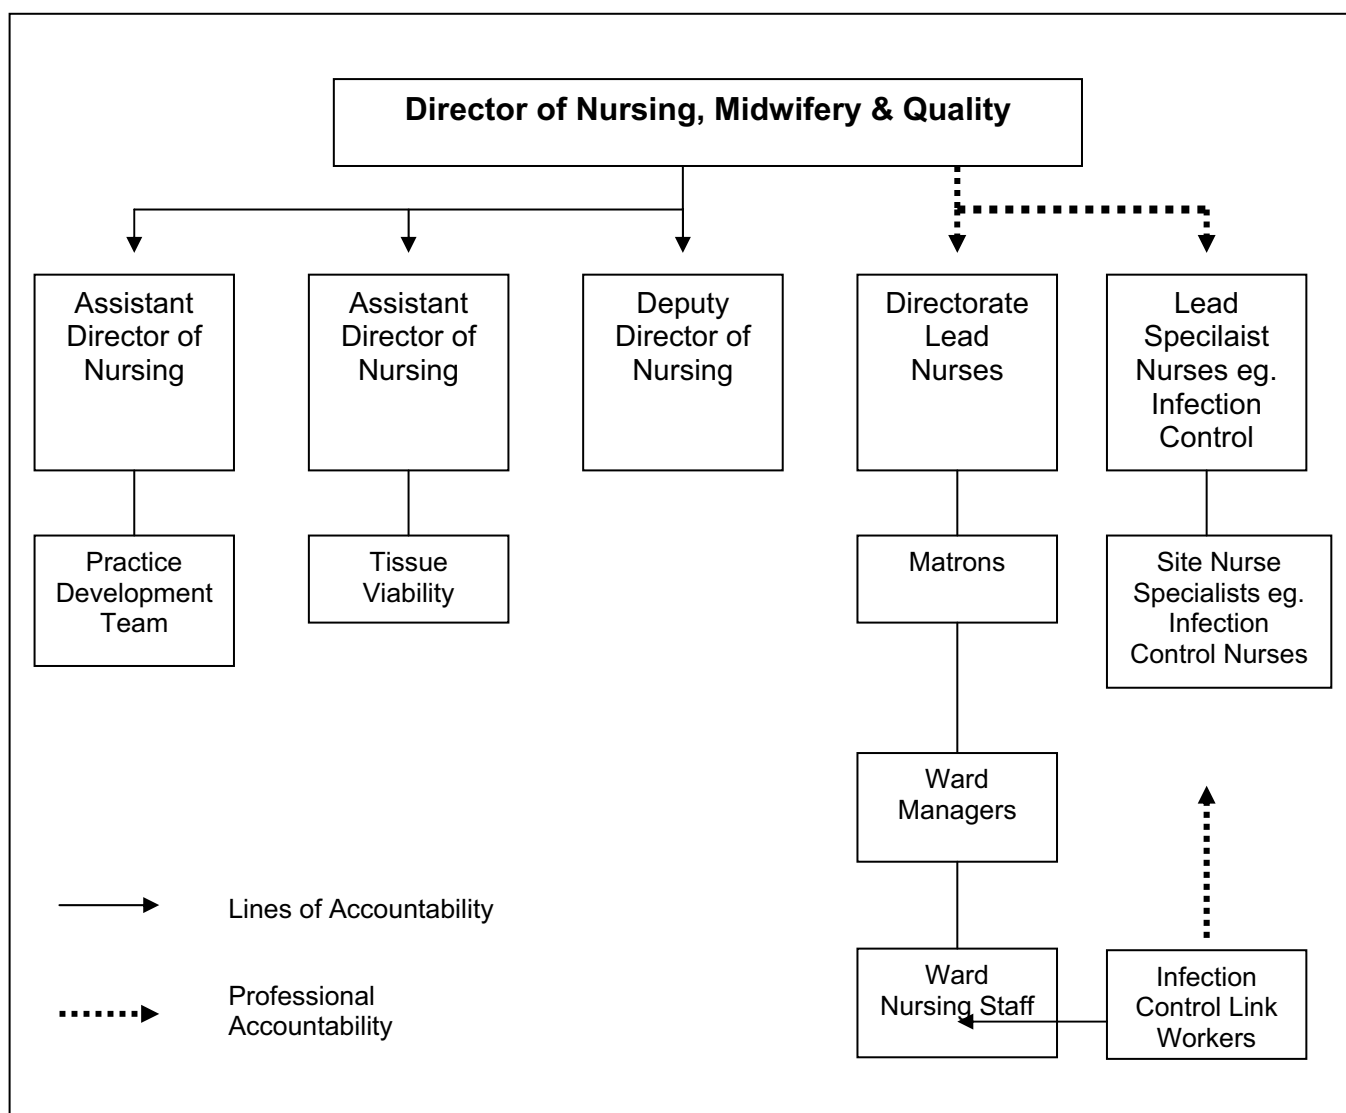 Director of Nursing, Midwifery & Quality
Assistant
Director of
Nursing
Assistant
Director of
Nursing
Deputy
Director of
Nursing
Directorate
Lead
Nurses
Lead
Specilaist
Nurses eg.
Infection
Control
Practice
Development
Team
Tissue
Viability
Matrons
Site Nurse
Specialists eg.
Infection
Control Nurses
Ward
Managers
Lines of Accountability
Professional
Accountability
Ward
Nursing Staff
Infection
Control Link
Workers